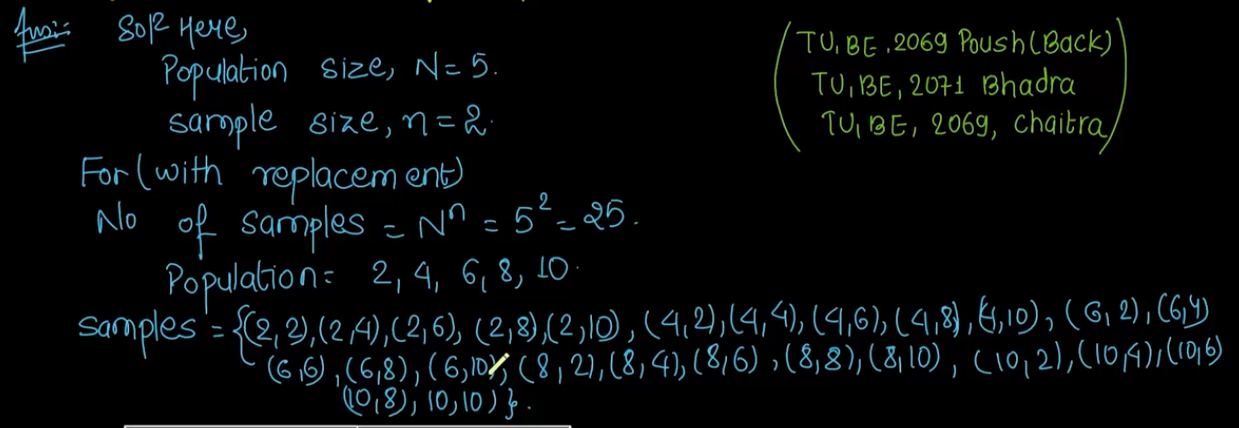 Ans:- Solⁿ Here,
Population size, N = 5.
sample size, n = 2.
(TU, BE, 2069 Poush (Back)
TU, BE, 2071 Bhadra
TU, BE, 2069, Chaitra)
For (with replacement)
No of samples = Nⁿ = 5² = 25.
Population = 2, 4, 6, 8, 10.
samples = {(2,2),(2,4),(2,6),(2,8),(2,10),(4,2),(4,4),(4,6),(4,8),(4,10),(6,2),(6,4)
(6,6),(6,8),(6,10),(8,2),(8,4),(8,6),(8,8),(8,10),(10,2),(10,4),(10,6)
(10,8),10,10)}.